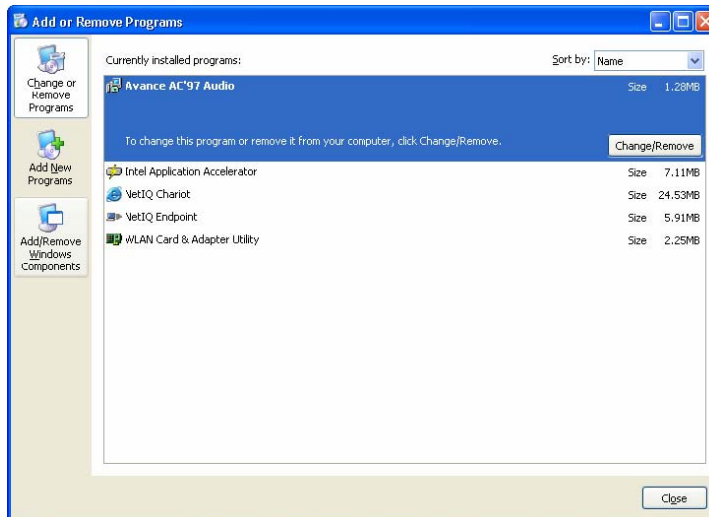 Add or Remove Programs
Change or
Remove
Programs
Currently installed programs:
Sort by: Name
Avance AC'97 Audio Size 1.28MB
To change this program or remove it from your computer, click Change/Remove.
Change/Remove
Add New
Programs
Intel Application Accelerator Size 7.11MB
NetIQ Chariot Size 24.53MB
NetIQ Endpoint Size 5.91MB
WLAN Card & Adapter Utility Size 2.25MB
Add/Remove
Windows
Components
Close